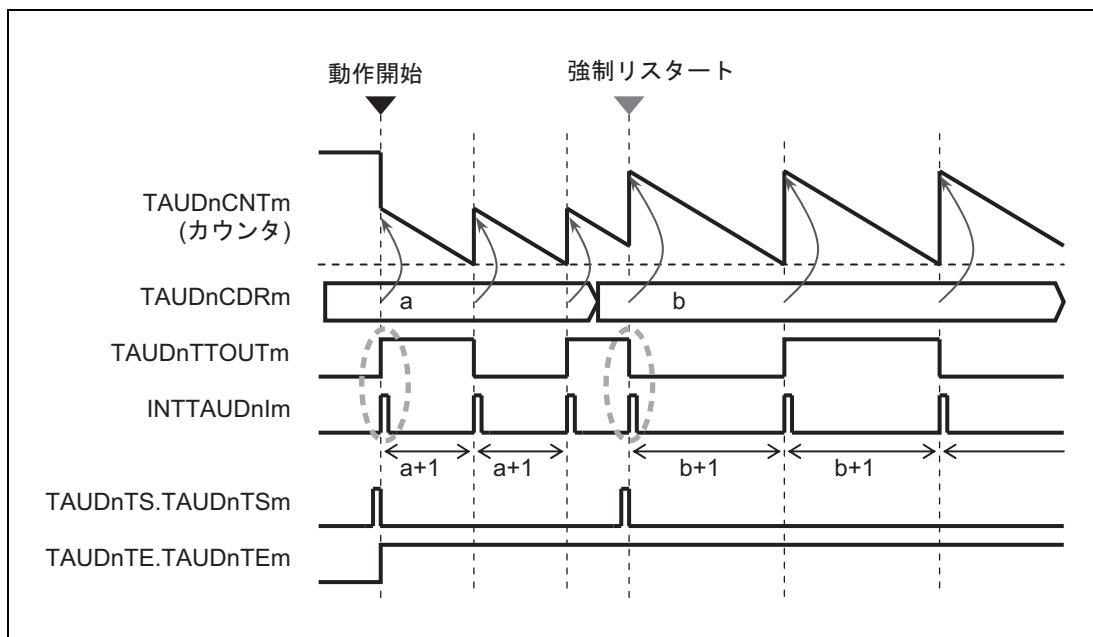 動作開始
強制リスタート
TAUDnCNTm
(カウンタ)
TAUDnCDRm
a
b
TAUDnTTOUTm
INTTAUDnIm
a+1
a+1
b+1
b+1
TAUDnTS.TAUDnTSm
TAUDnTE.TAUDnTEm